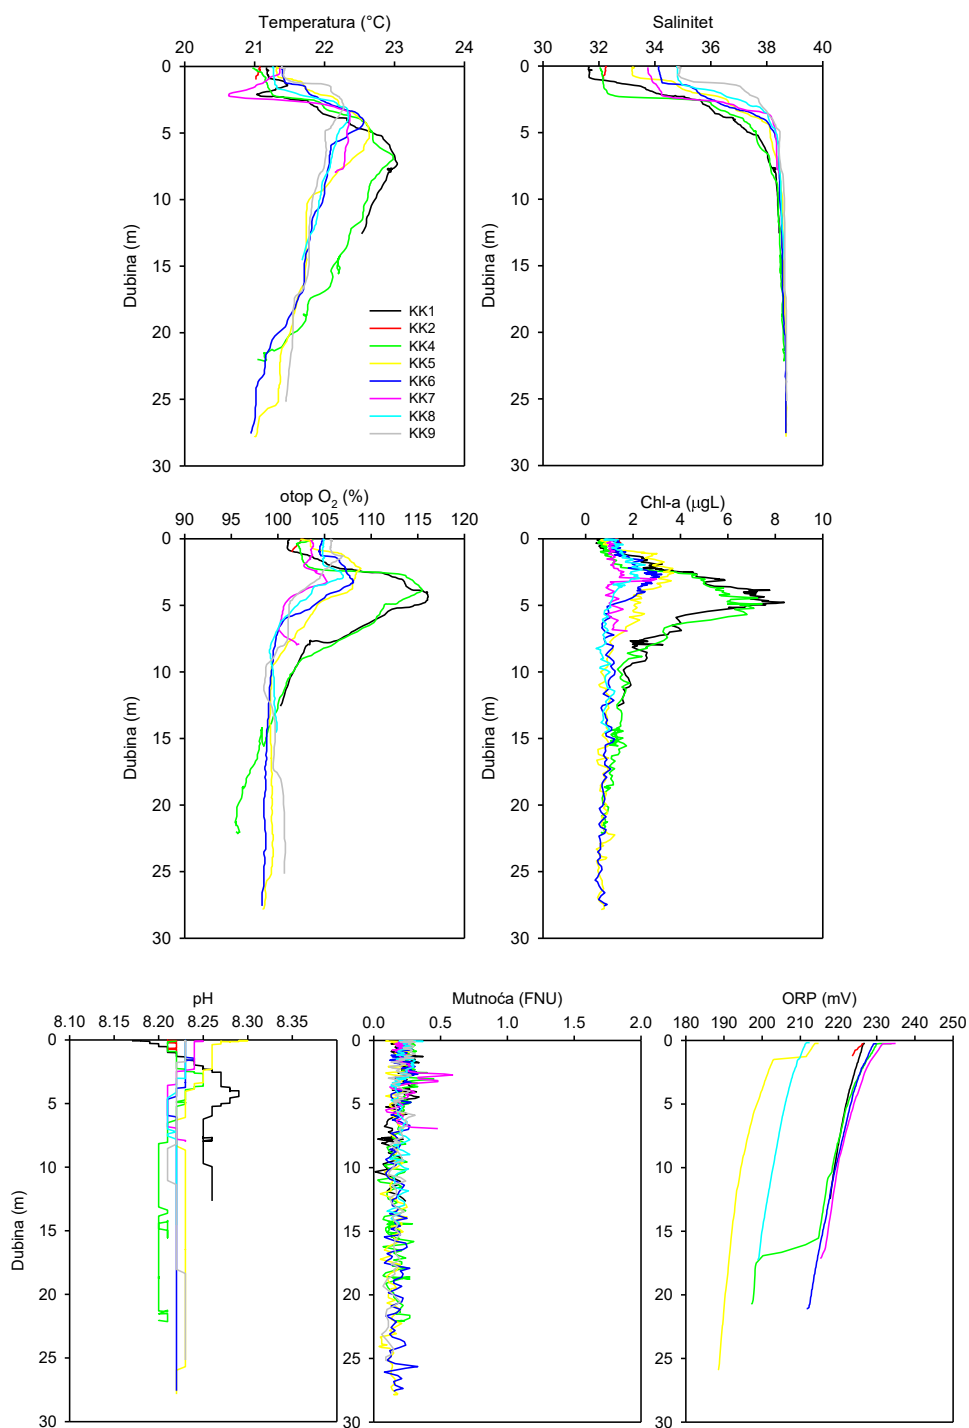 Temperatura (°C)
20 21 22 23 24
0
5
10
15
20
25
30
Dubina (m)
KK1
KK2
KK4
KK5
KK6
KK7
KK8
KK9
Salinitet
30 32 34 36 38 40
0
5
10
15
20
25
30
Dubina (m)
otop O₂ (%)
90 95 100 105 110 115 120
0
5
10
15
20
25
30
Dubina (m)
Chl-a (µgL)
0 2 4 6 8 10
0
5
10
15
20
25
30
Dubina (m)
pH
8.10 8.15 8.20 8.25 8.30 8.35
0
5
10
15
20
25
30
Dubina (m)
Mutnoća (FNU)
0.0 0.5 1.0 1.5 2.0
0
5
10
15
20
25
30
ORP (mV)
180 190 200 210 220 230 240 250
0
5
10
15
20
25
30